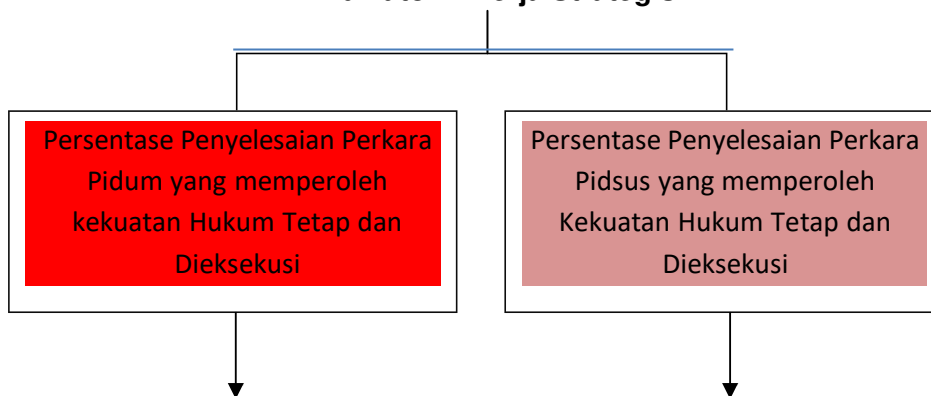 Persentase Penyelesaian Perkara
Pidum yang memperoleh
kekuatan Hukum Tetap dan
Dieksekusi
Persentase Penyelesaian Perkara
Pidsus yang memperoleh
Kekuatan Hukum Tetap dan
Dieksekusi